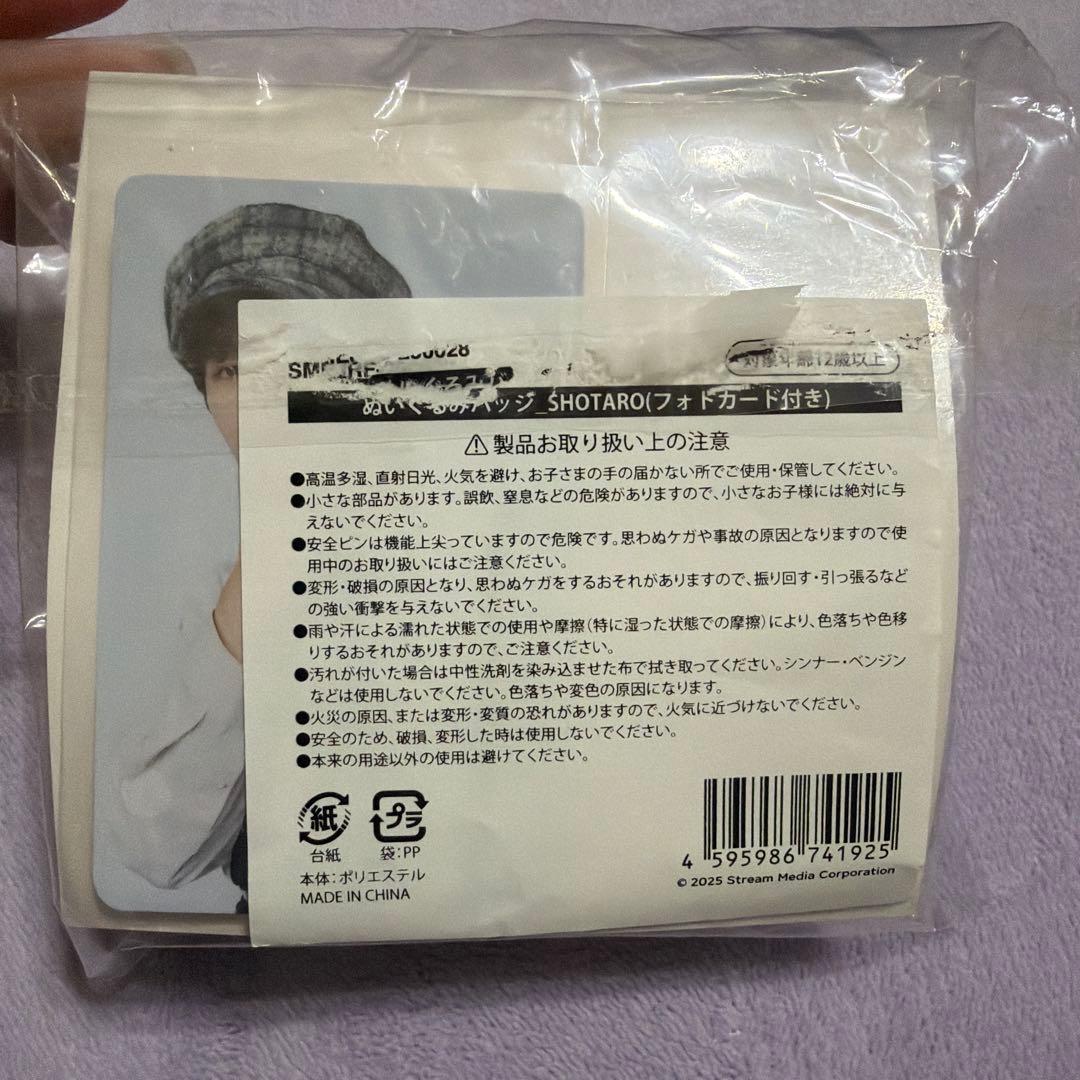 対象年齢12歳以上
ぬいぐるみバッジ_SHOTARO(フォトカード付き)
⚠製品お取り扱い上の注意
●高温多湿、直射日光、火気を避け、お子さまの手の届かない所でご使用・保管してください。
●小さな部品があります。誤飲、窒息などの危険がありますので、小さなお子様には絶対に与
えないでください。
●安全ピンは機能上尖っていますので危険です。思わぬケガや事故の原因となりますので使
用中のお取り扱いにはご注意ください。
●変形・破損の原因となり、思わぬケガをするおそれがありますので、振り回す・引っ張るなど
の強い衝撃を与えないでください。
●雨や汗による濡れた状態での使用や摩擦(特に湿った状態での摩擦)により、色落ちや色移
りするおそれがありますので、ご注意ください。
●汚れが付いた場合は中性洗剤を染み込ませた布で拭き取ってください。シンナー・ベンジン
などは使用しないでください。色落ちや変色の原因になります。
●火災の原因、または変形・変質の恐れがありますので、火気に近づけないでください。
●安全のため、破損、変形した時は使用しないでください。
●本来の用途以外の使用は避けてください。
紙 プラ
台紙 袋:PP
本体:ポリエステル
MADE IN CHINA
4 595986 741925
© 2025 Stream Media Corporation